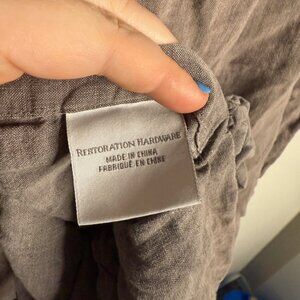 RESTORATION HARDWARE
MADE IN CHINA
FABRIQUÉ EN CHINE